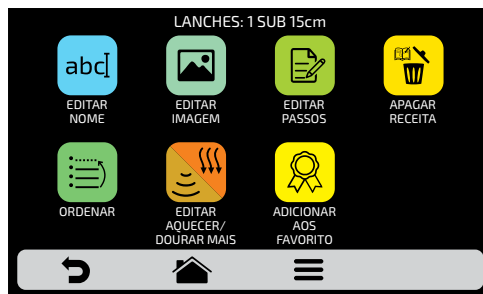 LANCHES: 1 SUB 15cm
abc
EDITAR
NOME
EDITAR
IMAGEM
EDITAR
PASSOS
APAGAR
RECEITA
ORDENAR
EDITAR
AQUECER/
DOURAR MAIS
ADICIONAR
AOS
FAVORITO